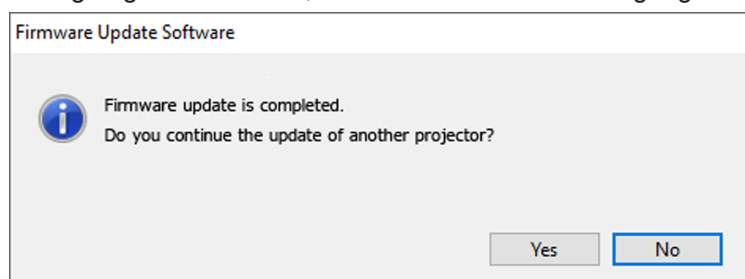 Firmware Update Software
Firmware update is completed.
Do you continue the update of another projector?
Yes No